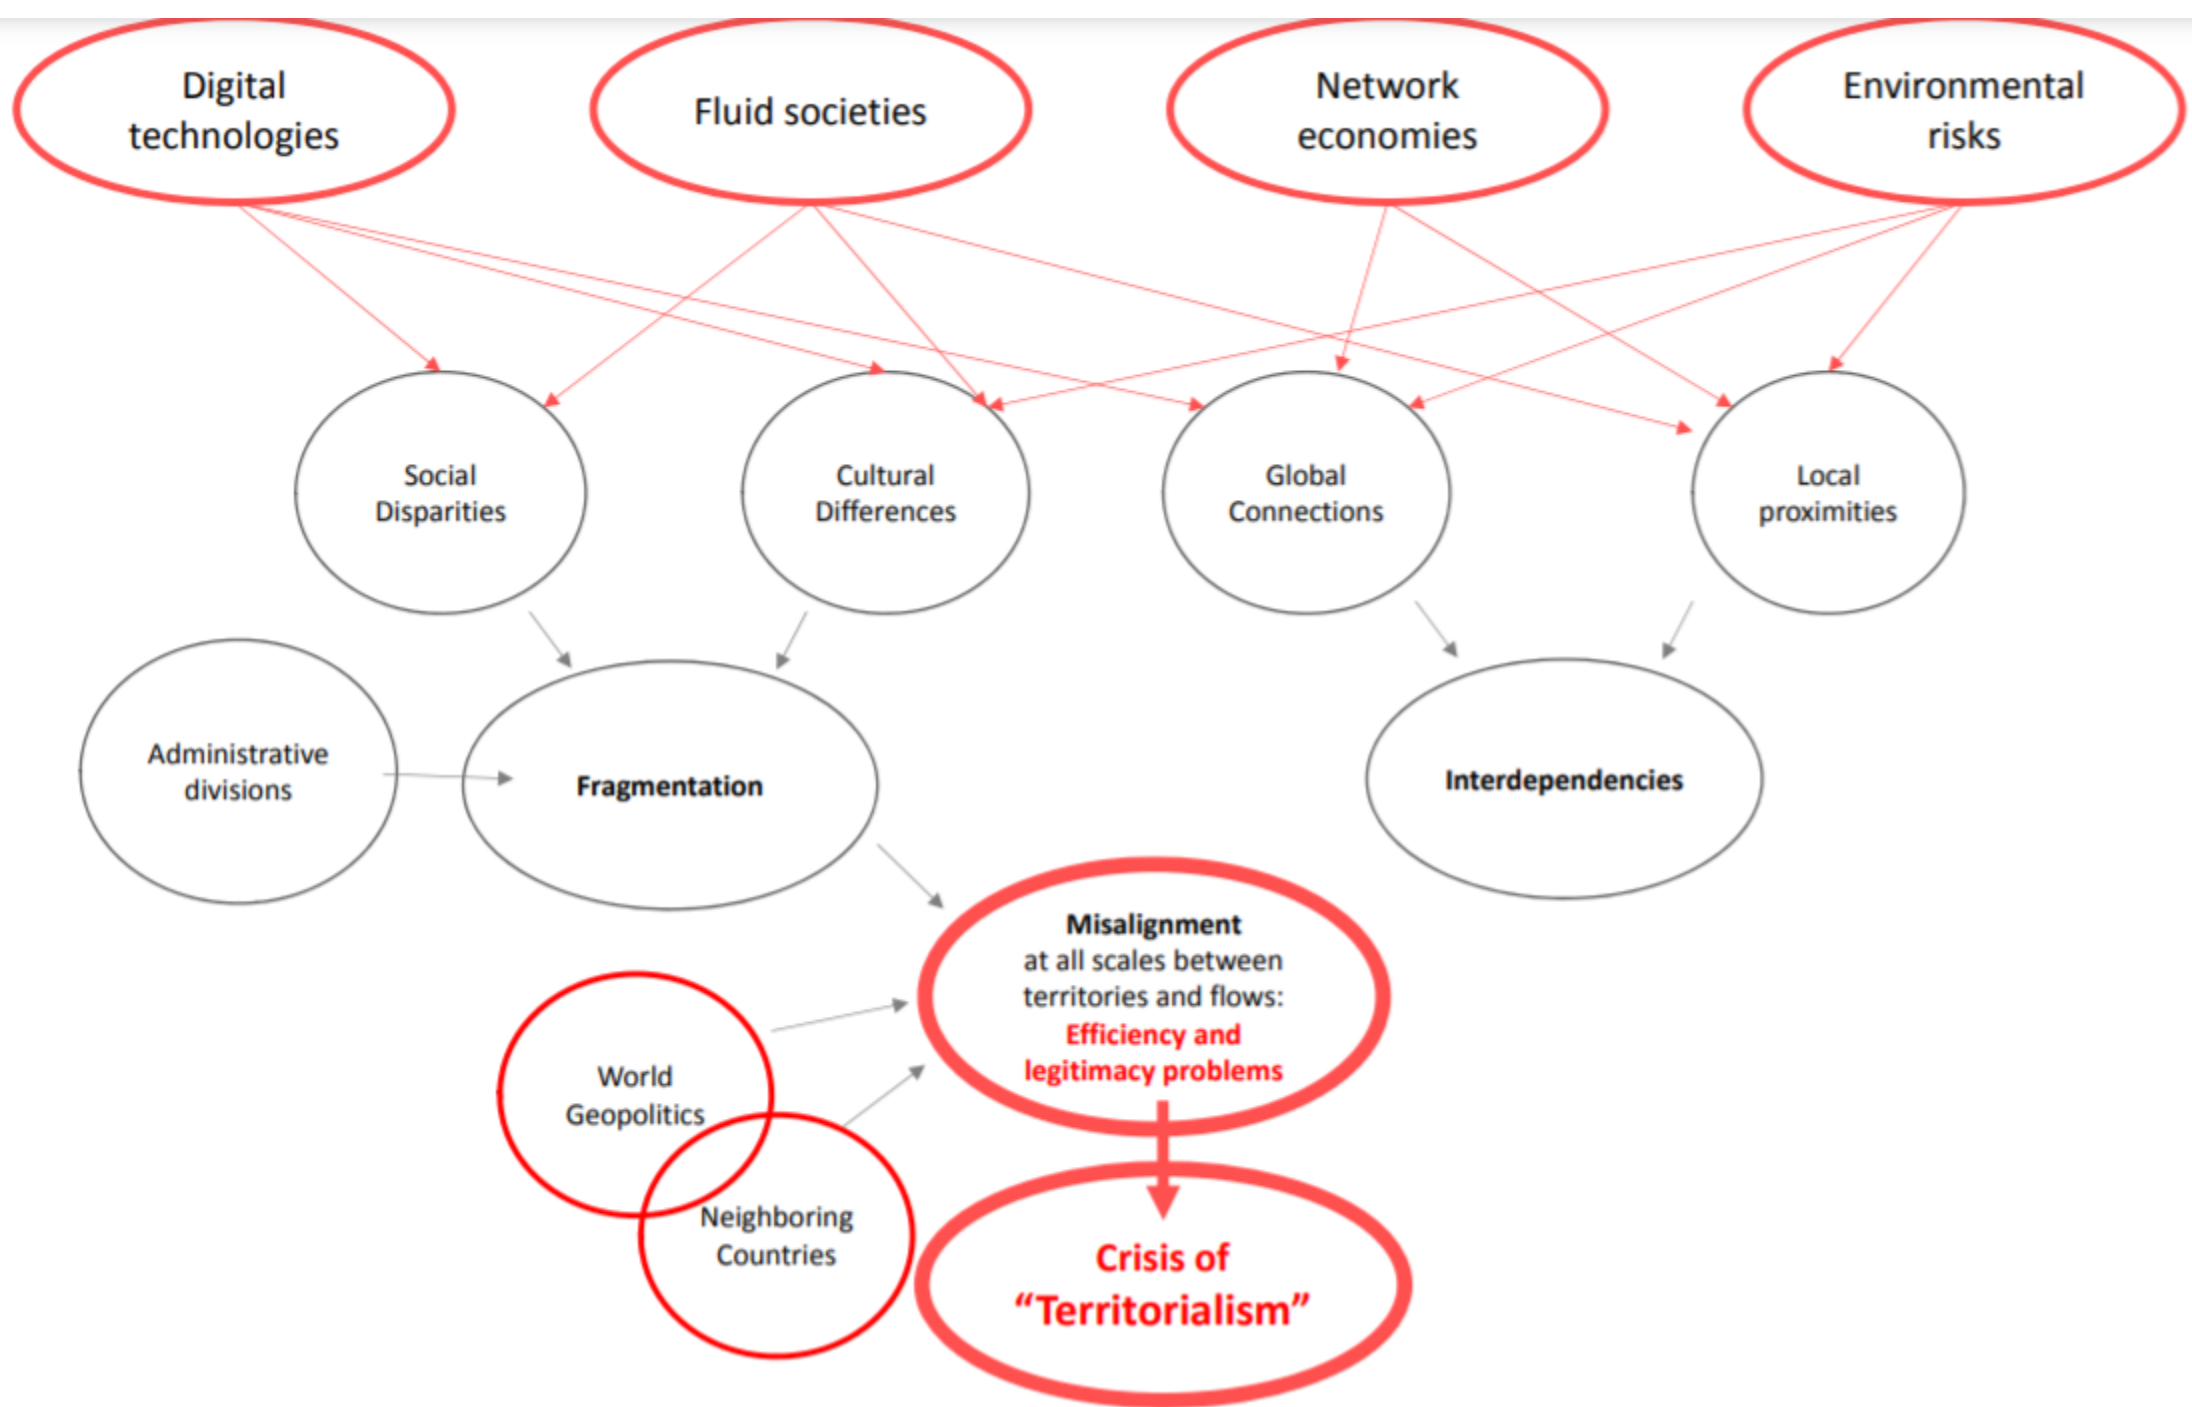 Digital
technologies
Fluid societies
Network
economies
Environmental
risks
Social
Disparities
Cultural
Differences
Global
Connections
Local
proximities
Administrative
divisions
Fragmentation
Interdependencies
Misalignment
at all scales between
territories and flows:
Efficiency and
legitimacy problems
World
Geopolitics
Neighboring
Countries
Crisis of
“Territorialism”